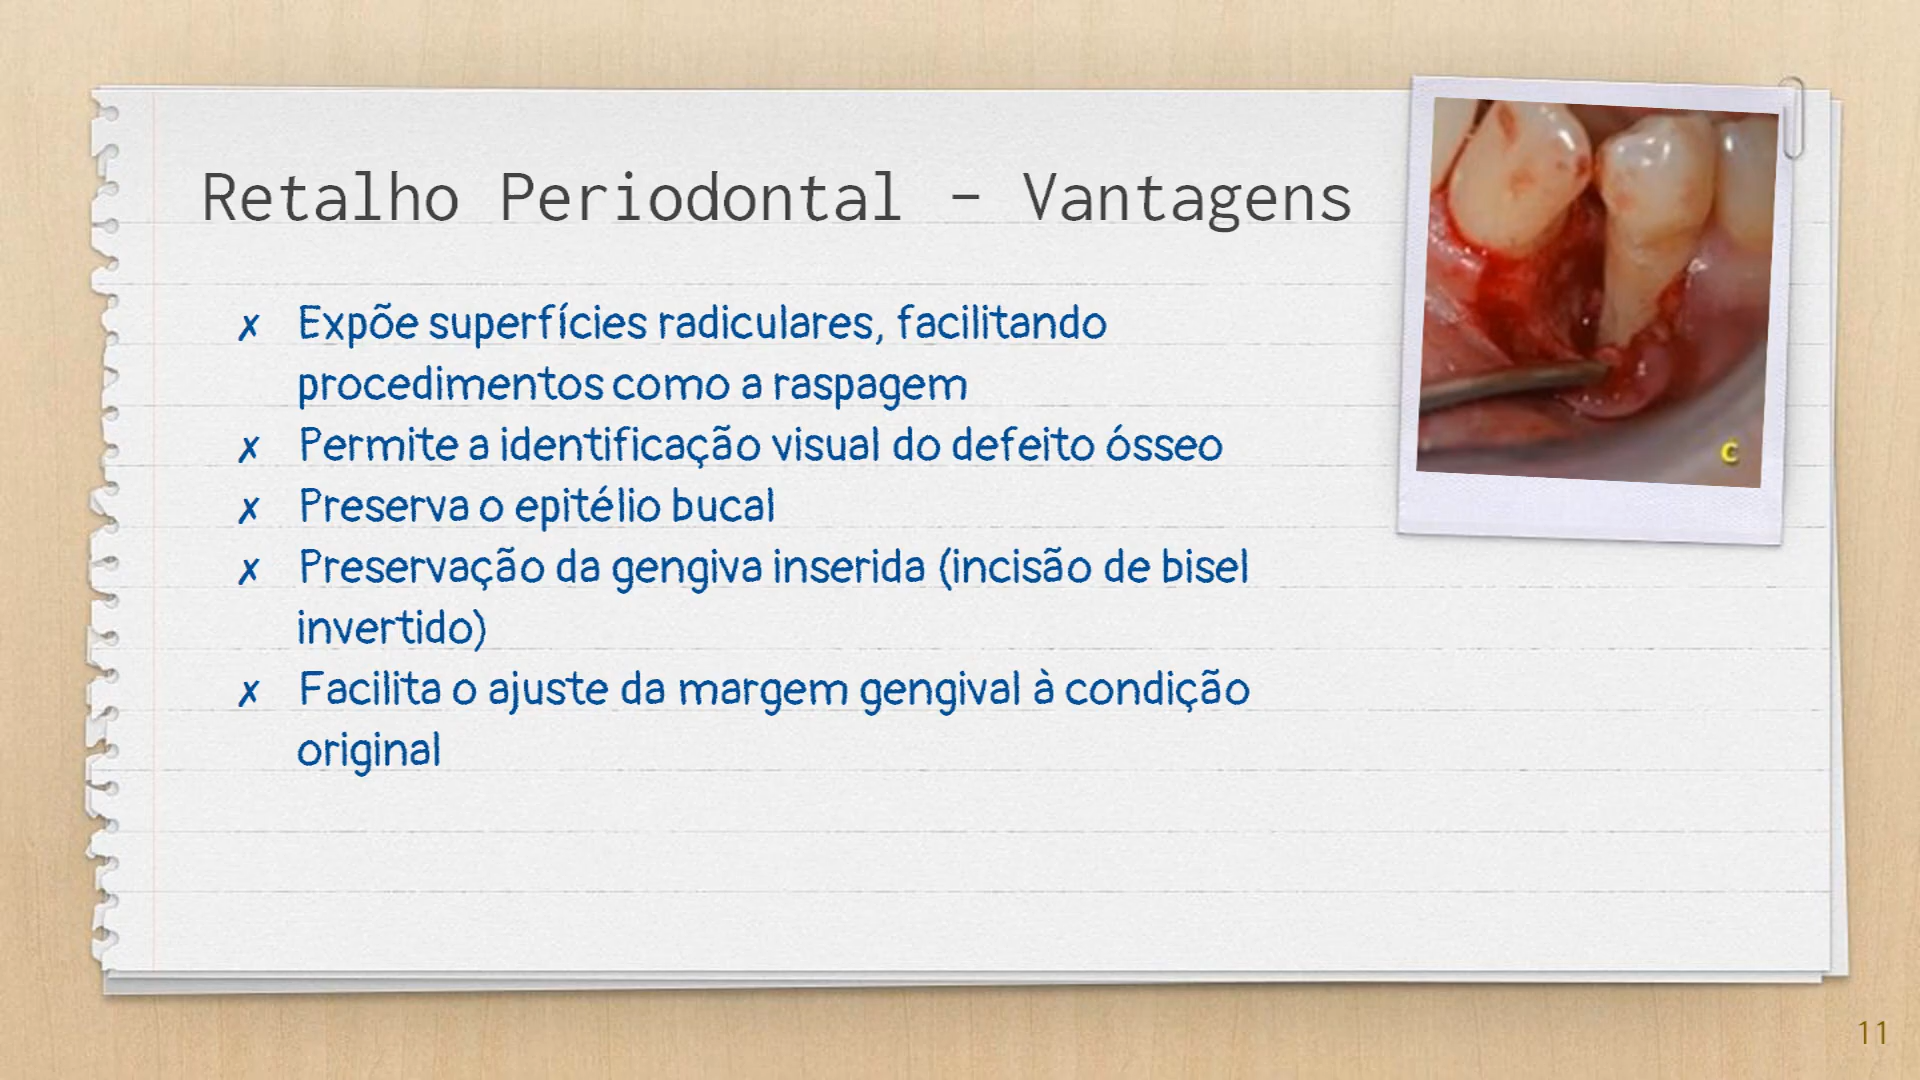 Retalho Periodontal – Vantagens
✗ Expõe superfícies radiculares, facilitando
procedimentos como a raspagem
✗ Permite a identificação visual do defeito ósseo
✗ Preserva o epitélio bucal
✗ Preservação da gengiva inserida (incisão de bisel
invertido)
✗ Facilita o ajuste da margem gengival à condição
original
C
11